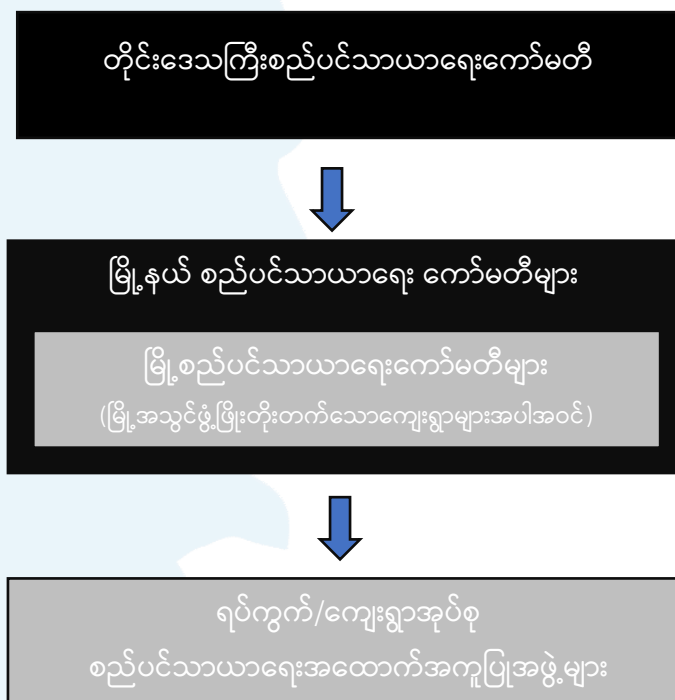 တိုင်းဒေသကြီးစည်ပင်သာယာရေးကော်မတီ
မြို့နယ် စည်ပင်သာယာရေး ကော်မတီများ
မြို့စည်ပင်သာယာရေးကော်မတီများ
(မြို့အသွင်ဖွံ့ဖြိုးတိုးတက်သောကျေးရွာများအပါအဝင်)
ရပ်ကွက်/ကျေးရွာအုပ်စု
စည်ပင်သာယာရေးအထောက်အကူပြုအဖွဲ့များ